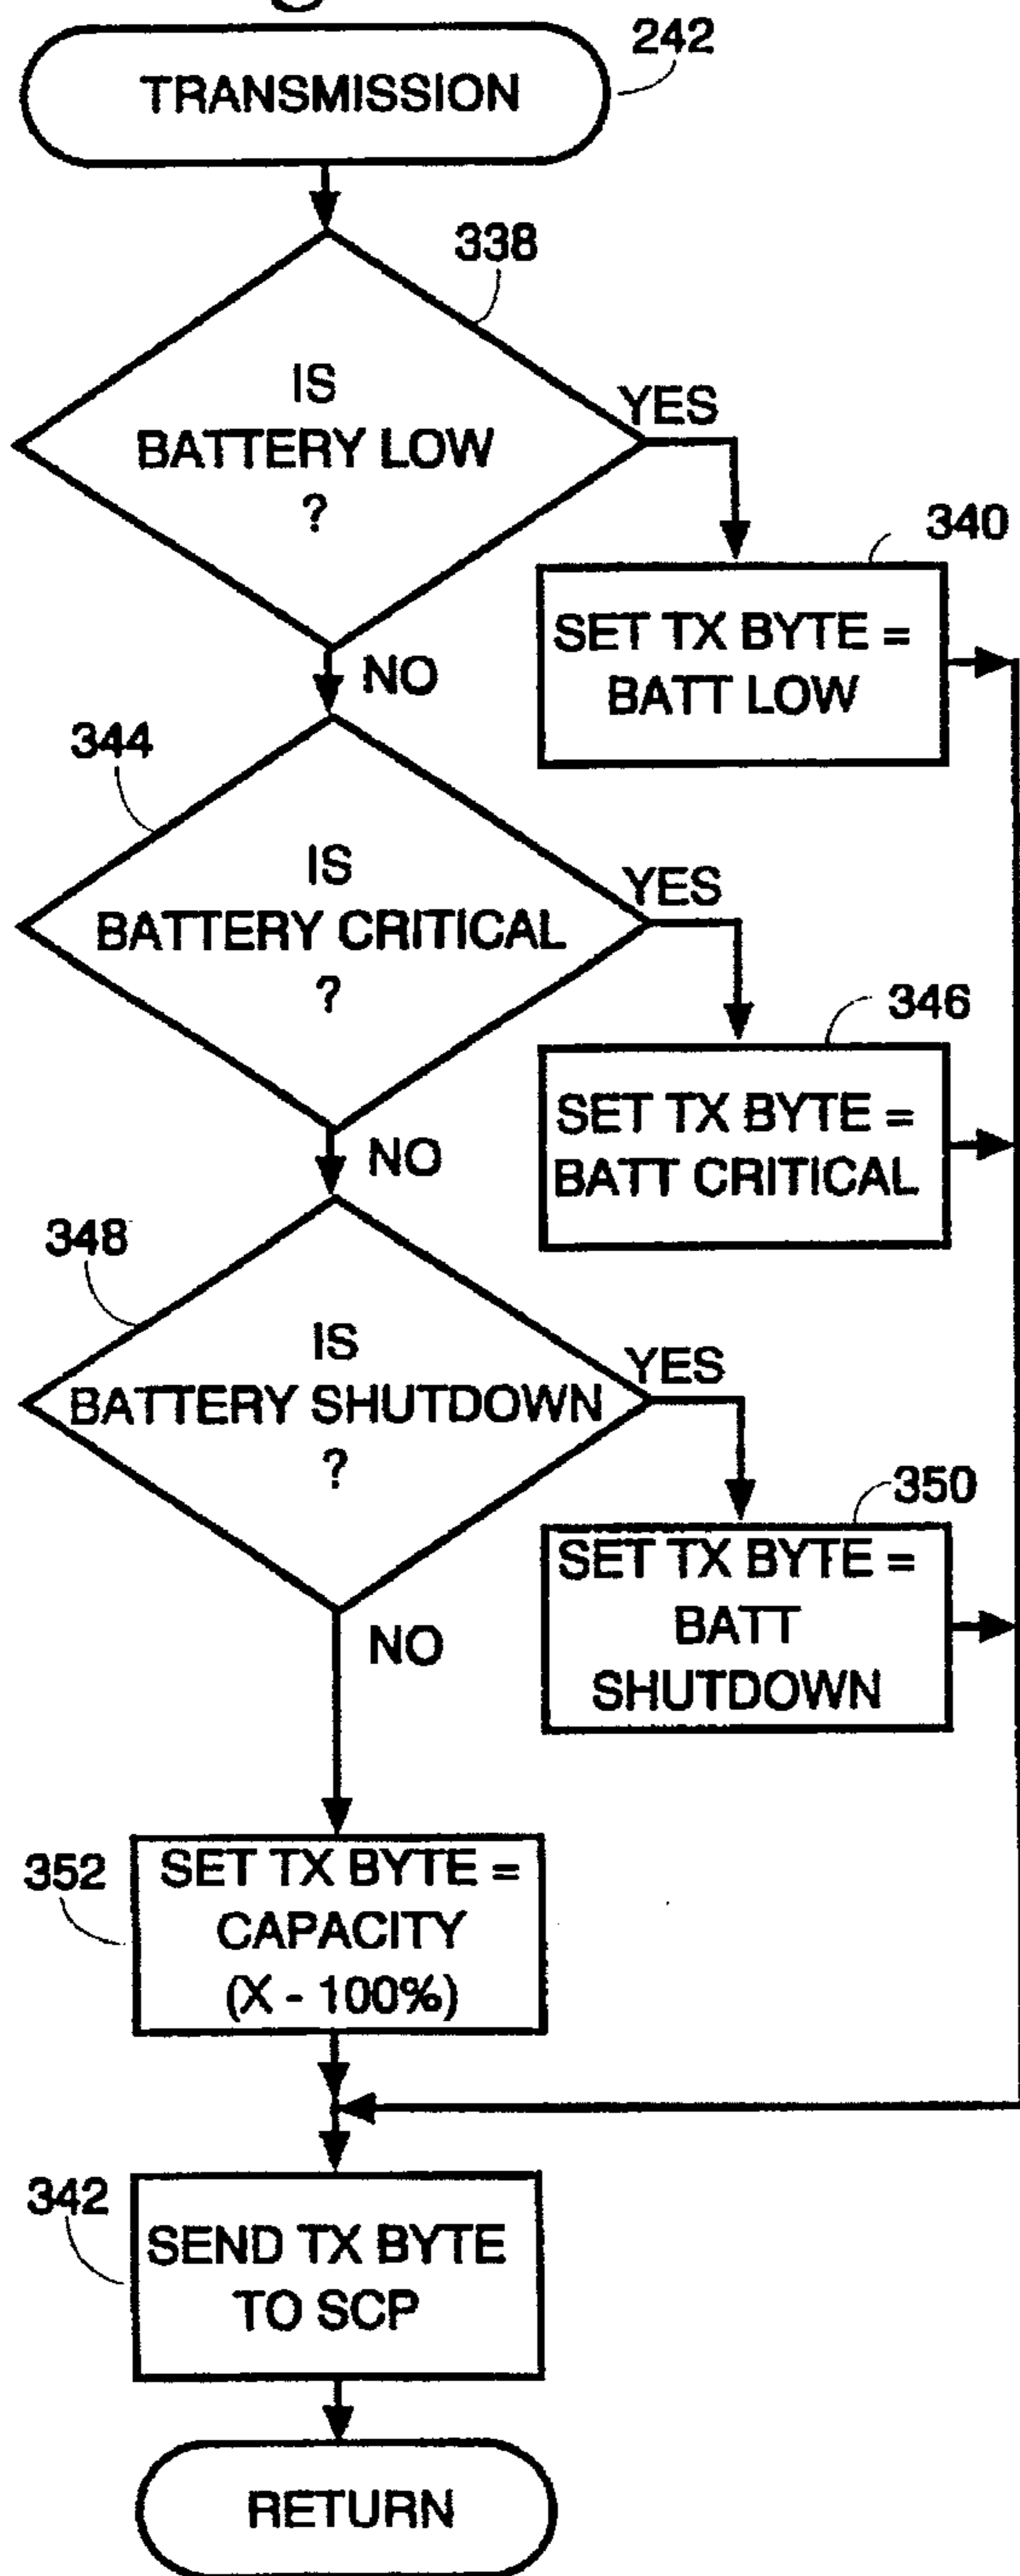 TRANSMISSION
242
338
IS
BATTERY LOW
?
YES
340
SET TX BYTE =
BATT LOW
NO
344
IS
BATTERY CRITICAL
?
YES
346
SET TX BYTE =
BATT CRITICAL
NO
348
IS
BATTERY SHUTDOWN
?
YES
350
SET TX BYTE =
BATT
SHUTDOWN
NO
352
SET TX BYTE =
CAPACITY
(X - 100%)
342
SEND TX BYTE
TO SCP
RETURN